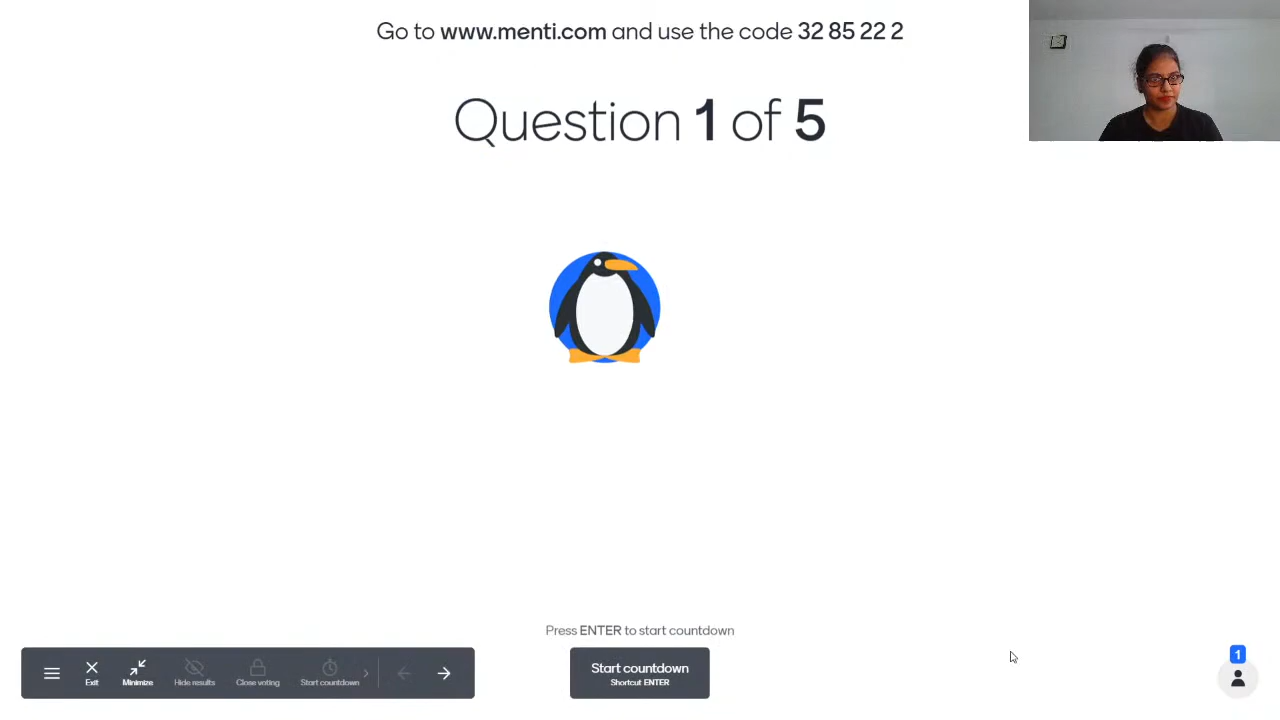 Go to www.menti.com and use the code 32 85 22 2
Question 1 of 5
Press ENTER to start countdown
Exit
Minimize
Hide results
Close voting
Start countdown
Start countdown
Shortcut ENTER
1